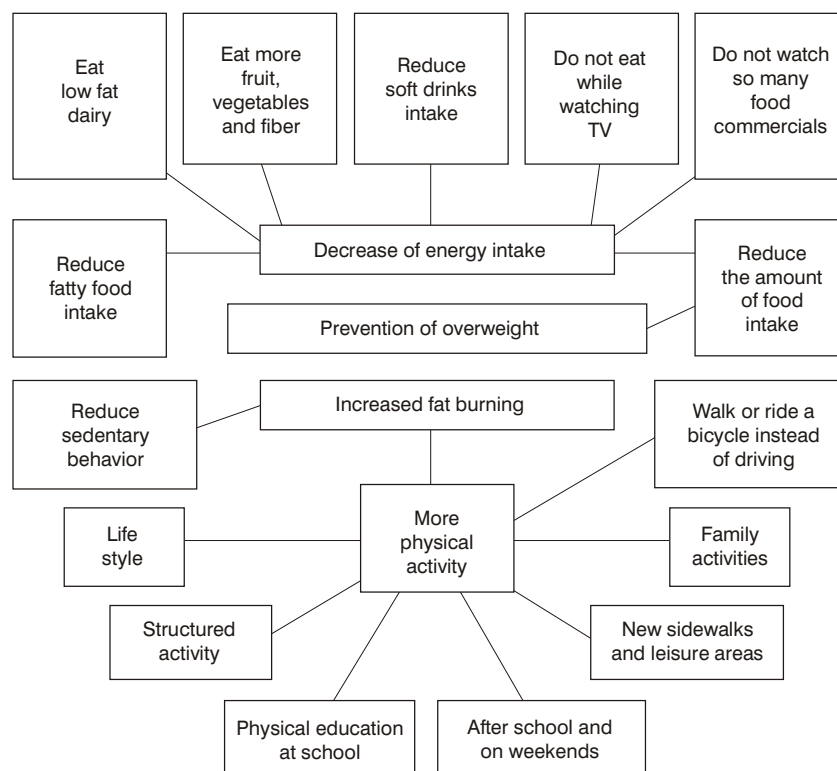 Eat
low fat
dairy
Eat more
fruit,
vegetables
and fiber
Reduce
soft drinks
intake
Do not eat
while
watching
TV
Do not watch
so many
food
commercials
Reduce
fatty food
intake
Decrease of energy intake
Reduce
the amount
of food
intake
Prevention of overweight
Reduce
sedentary
behavior
Increased fat burning
Walk or ride a
bicycle instead
of driving
Life
style
More
physical
activity
Family
activities
Structured
activity
New sidewalks
and leisure areas
Physical education
at school
After school and
on weekends